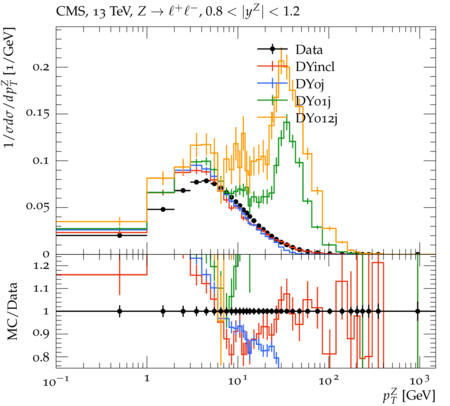 CMS, 13 TeV, Z → ℓ⁺ℓ⁻, 0.8 < |y^Z| < 1.2
1/σdσ/dp_T^Z [1/GeV]
0.2
0.15
0.1
0.05
0
Data
DYincl
DY0j
DY01j
DY012j
MC/Data
1.2
1.1
1
0.9
0.8
10⁻¹ 1 10¹ 10² 10³
p_T^Z [GeV]